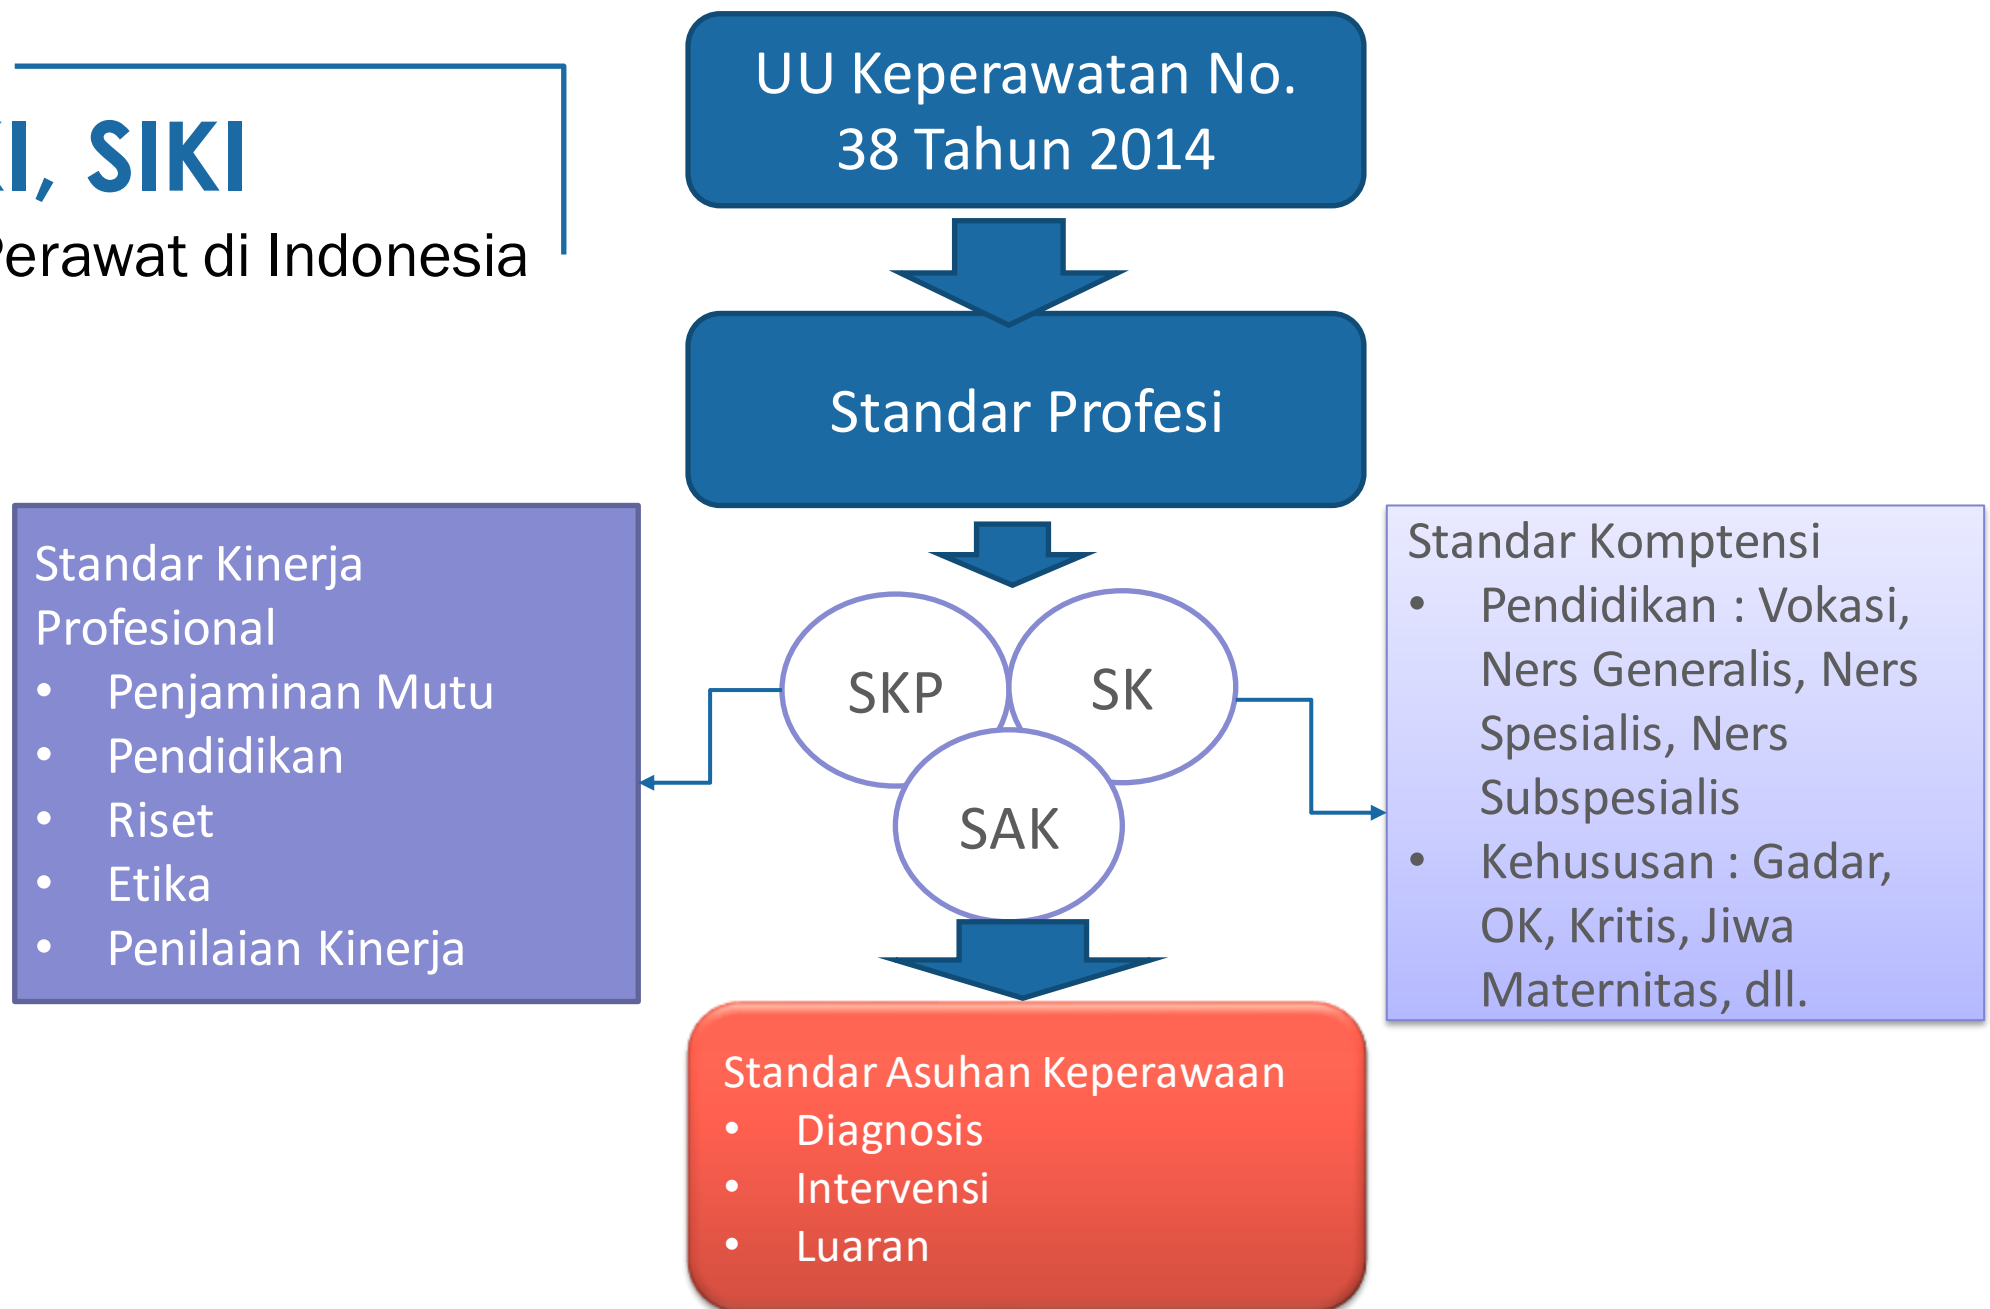 I, SIKI
Perawat di Indonesia
UU Keperawatan No.
38 Tahun 2014
Standar Profesi
Standar Kinerja
Profesional
• Penjaminan Mutu
• Pendidikan
• Riset
• Etika
• Penilaian Kinerja
SKP
SK
SAK
Standar Komptensi
• Pendidikan : Vokasi,
Ners Generalis, Ners
Spesialis, Ners
Subspesialis
• Kehususan : Gadar,
OK, Kritis, Jiwa
Maternitas, dll.
Standar Asuhan Keperawaan
• Diagnosis
• Intervensi
• Luaran